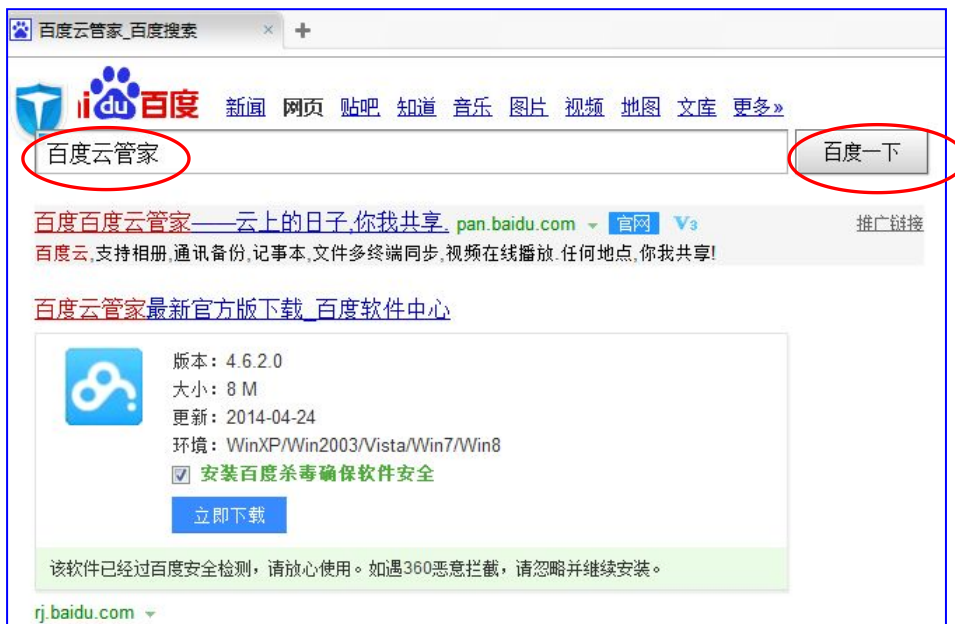 百度云管家_百度搜索 × +
Bai du 百度 新闻 网页 贴吧 知道 音乐 图片 视频 地图 文库 更多»
百度云管家 百度一下
百度百度云管家——云上的日子,你我共享. pan.baidu.com 官网 V3 推广链接
百度云,支持相册,通讯备份,记事本,文件多终端同步,视频在线播放.任何地点,你我共享!
百度云管家最新官方版下载_百度软件中心
版本：4.6.2.0
大小：8 M
更新：2014-04-24
环境：WinXP/Win2003/Vista/Win7/Win8
安装百度杀毒确保软件安全
立即下载
该软件已经过百度安全检测，请放心使用。如遇360恶意拦截，请忽略并继续安装。
rj.baidu.com